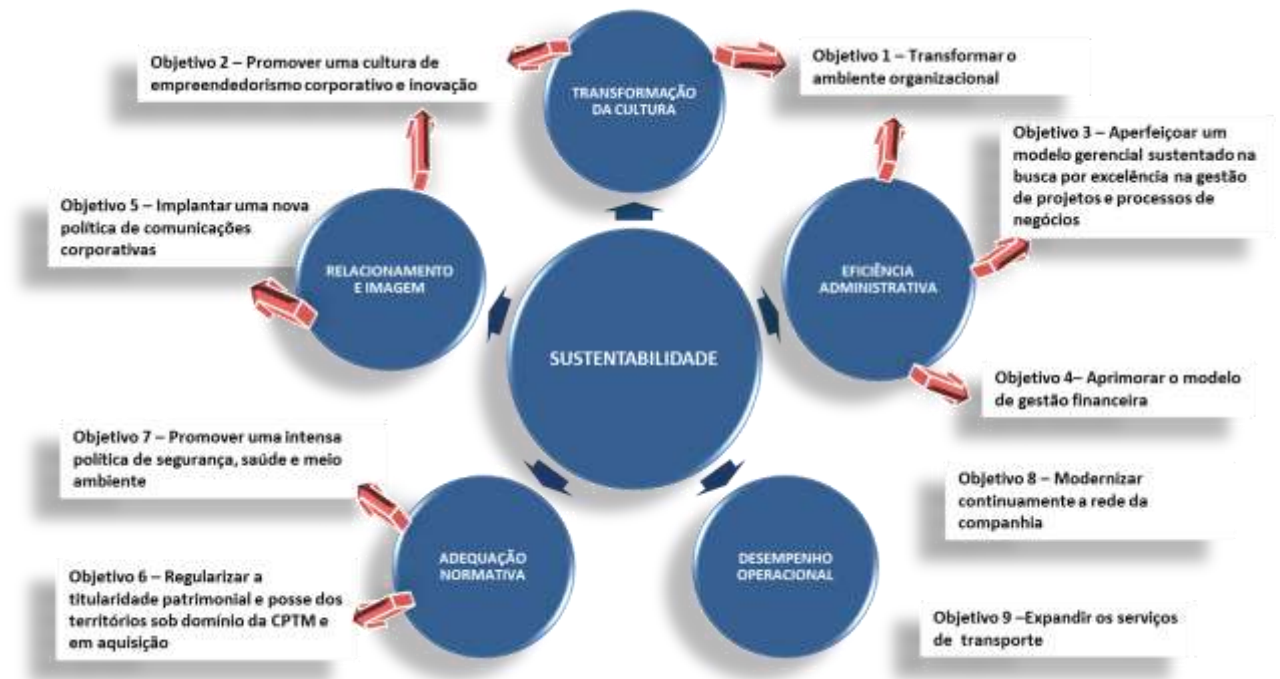 Objetivo 2 – Promover uma cultura de
empreendedorismo corporativo e inovação
TRANSFORMAÇÃO
DA CULTURA
Objetivo 1 – Transformar o
ambiente organizacional
Objetivo 3 – Aperfeiçoar um
modelo gerencial sustentado na
busca por excelência na gestão
de projetos e processos de
negócios
Objetivo 5 – Implantar uma nova
política de comunicações
corporativas
RELACIONAMENTO
E IMAGEM
EFICIÊNCIA
ADMINISTRATIVA
SUSTENTABILIDADE
Objetivo 4– Aprimorar o modelo
de gestão financeira
Objetivo 7 – Promover uma intensa
política de segurança, saúde e meio
ambiente
Objetivo 8 – Modernizar
continuamente a rede da
companhia
ADEQUAÇÃO
NORMATIVA
DESEMPENHO
OPERACIONAL
Objetivo 6 – Regularizar a
titularidade patrimonial e posse dos
territórios sob domínio da CPTM e
em aquisição
Objetivo 9 –Expandir os serviços
de transporte